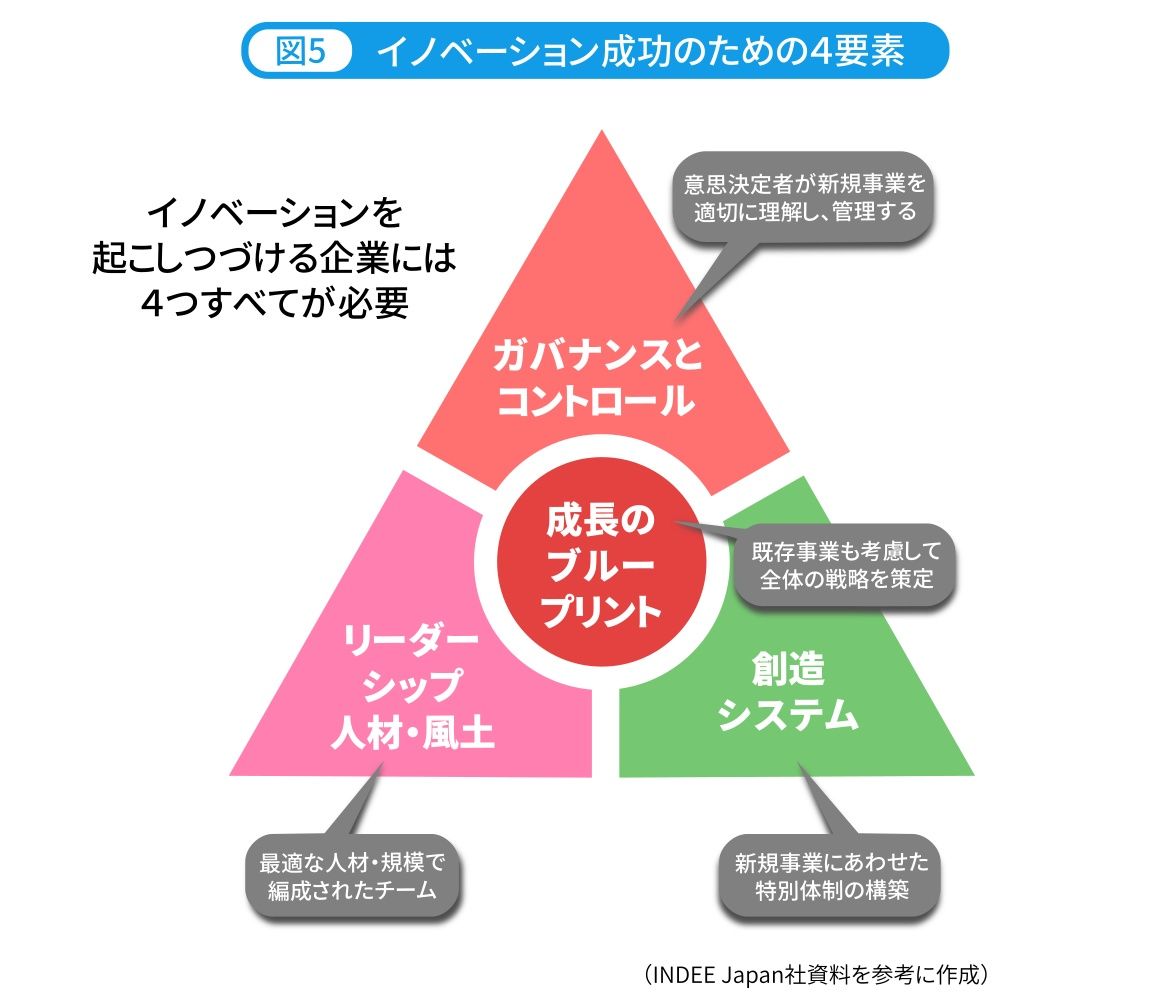 図5 イノベーション成功のための4要素
イノベーションを
起こしつづける企業には
4つすべてが必要
意思決定者が新規事業を
適切に理解し、管理する
ガバナンスと
コントロール
成長の
ブルー
プリント
既存事業も考慮して
全体の戦略を策定
リーダー
シップ
人材・風土
創造
システム
最適な人材・規模で
編成されたチーム
新規事業にあわせた
特別体制の構築
（INDEE Japan社資料を参考に作成）